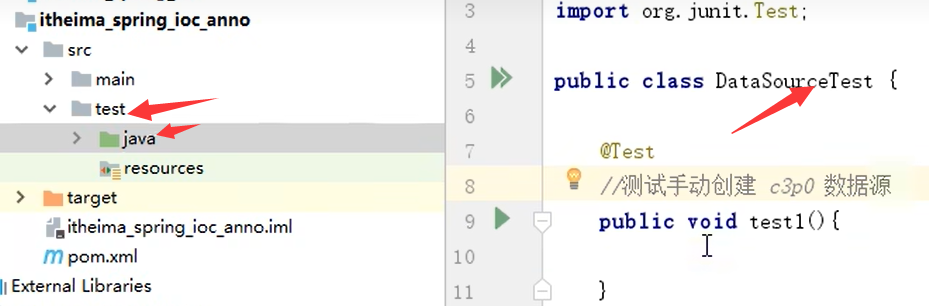 itheima_spring_ioc_anno
src
main
test
java
resources
target
itheima_spring_ioc_anno.iml
pom.xml
External Libraries
3 import org.junit.Test;
4
5 public class DataSourceTest {
6
7 @Test
8 //测试手动创建 c3p0 数据源
9 public void test1(){
10
11 }